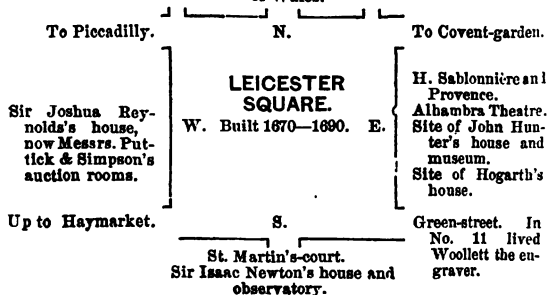 To Piccadilly. N. To Covent-garden.
LEICESTER
SQUARE.
W. Built 1670—1690. E.
Sir Joshua Rey-
nolds's house,
now Messrs. Put-
tick & Simpson's
auction rooms.
H. Sablonnière and
Provence.
Alhambra Theatre.
Site of John Hun-
ter's house and
museum.
Site of Hogarth's
house.
Up to Haymarket. S.
Green-street. In
No. 11 lived
Woollett the en-
graver.
St. Martin's-court.
Sir Isaac Newton's house and
observatory.